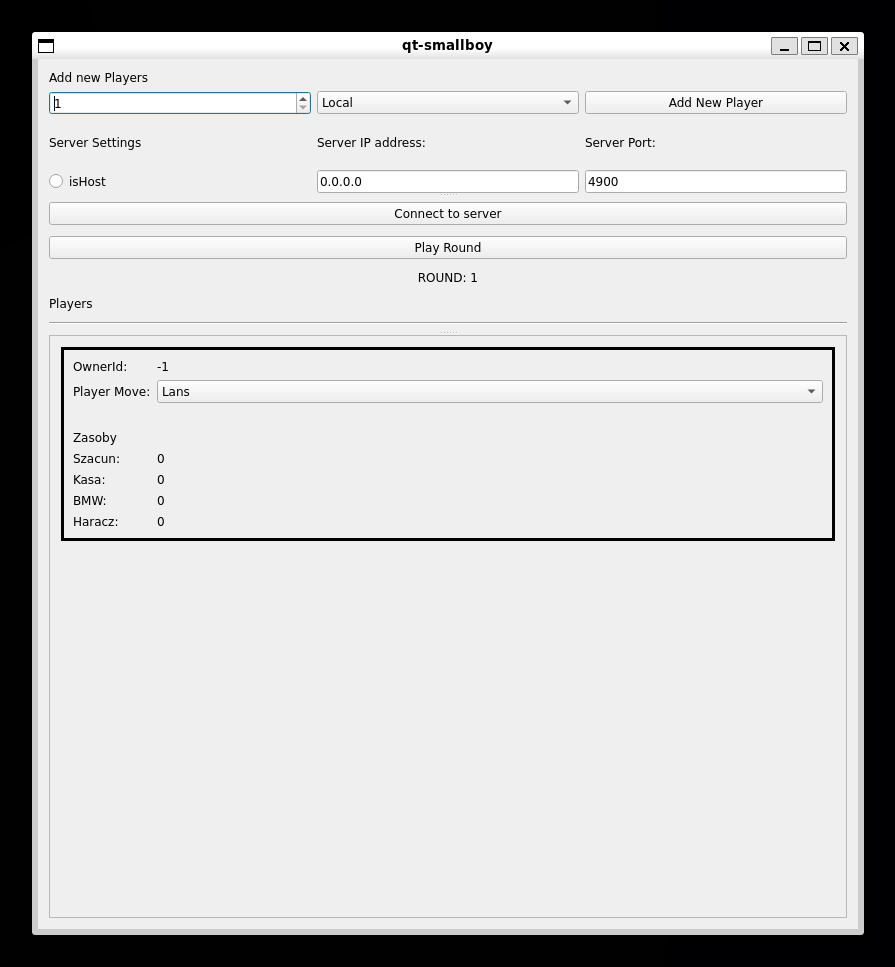 qt-smallboy
Add new Players
1 Local Add New Player
Server Settings Server IP address: Server Port:
isHost 0.0.0.0 4900
Connect to server
Play Round
ROUND: 1
Players
OwnerId: -1
Player Move: Lans
Zasoby
Szacun: 0
Kasa: 0
BMW: 0
Haracz: 0